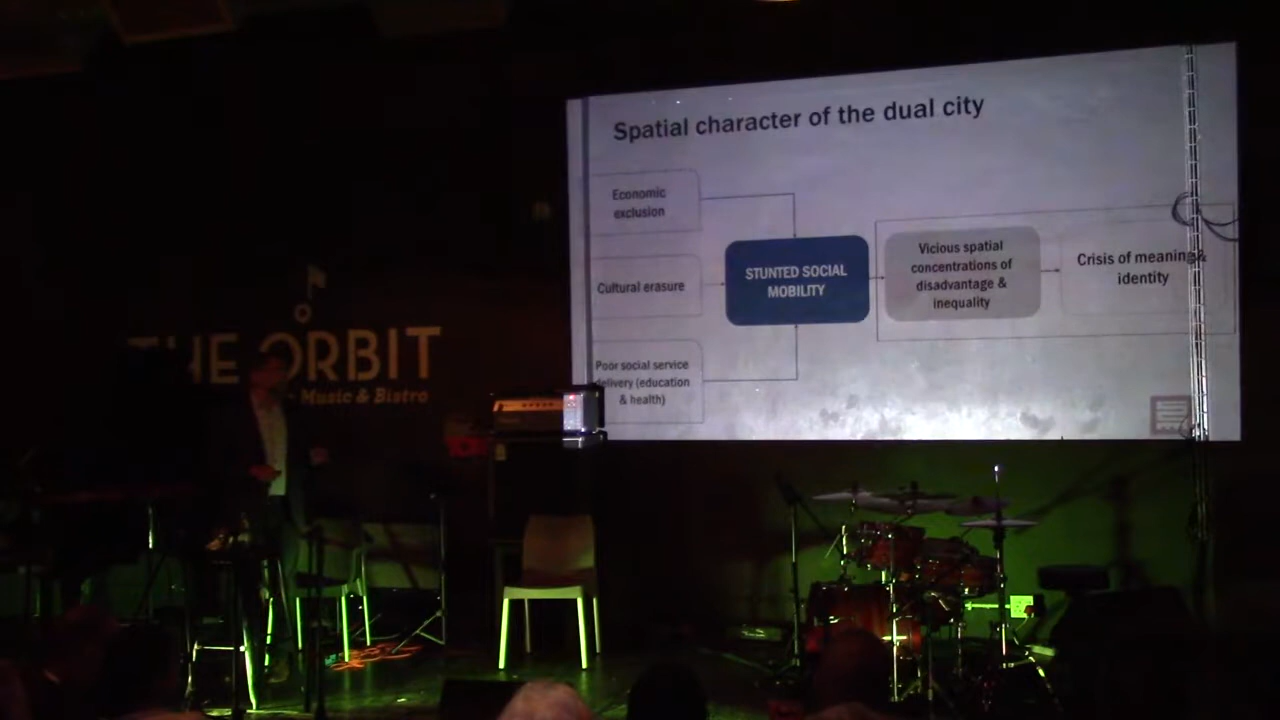 Spatial character of the dual city
Economic
exclusion
Cultural erasure
Poor social service
delivery (education
& health)
STUNTED SOCIAL
MOBILITY
Vicious spatial
concentrations of
disadvantage &
inequality
Crisis of meaning &
identity
THE ORBIT
Music & Bistro